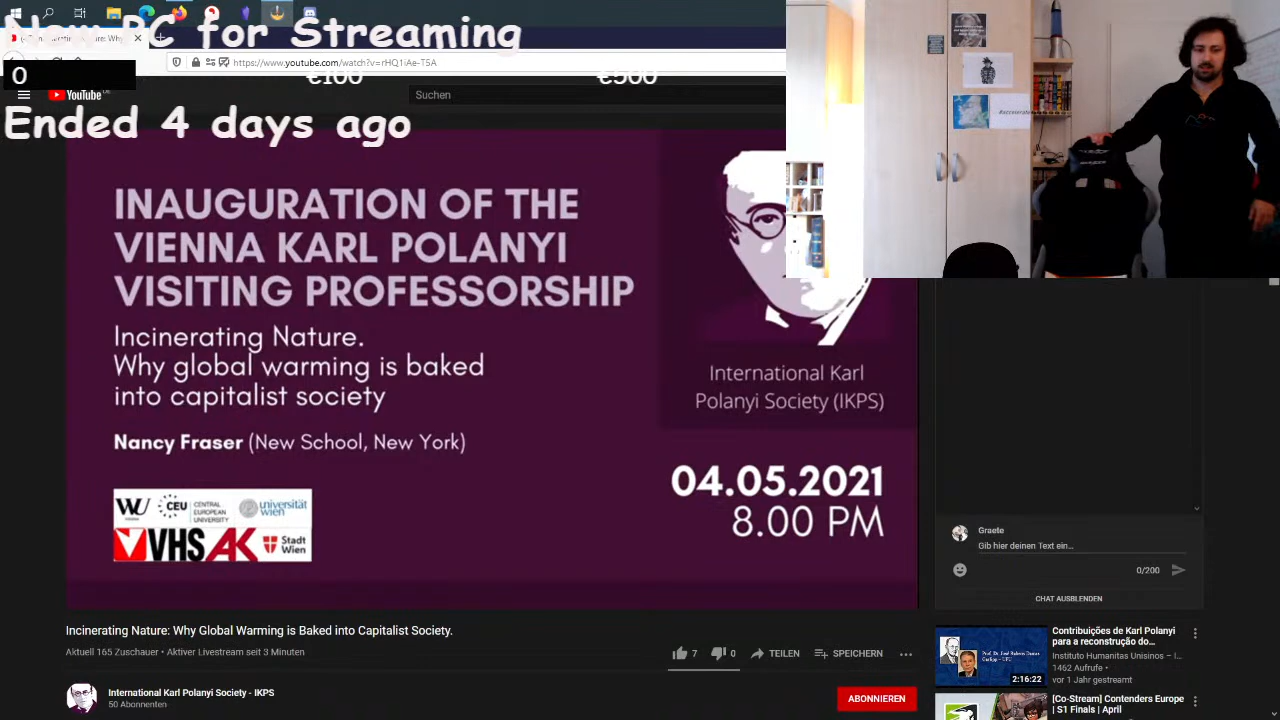 New PC for Streaming
0
€100
€500
Ended 4 days ago
https://www.youtube.com/watch?v=rHQ1iAe-T5A
YouTube
DE
Suchen
#accelerate
INAUGURATION OF THE
VIENNA KARL POLANYI
VISITING PROFESSORSHIP
Incinerating Nature.
Why global warming is baked
into capitalist society
Nancy Fraser (New School, New York)
International Karl
Polanyi Society (IKPS)
04.05.2021
8.00 PM
WU
CEU
CENTRAL
EUROPEAN
UNIVERSITY
universität
wien
VHS
AK
Stadt
Wien
Graete
Gib hier deinen Text ein...
0/200
CHAT AUSBLENDEN
Incinerating Nature: Why Global Warming is Baked into Capitalist Society.
Aktuell 165 Zuschauer • Aktiver Livestream seit 3 Minuten
7
0
TEILEN
SPEICHERN
International Karl Polanyi Society - IKPS
50 Abonnenten
ABONNIEREN
Contribuições de Karl Polanyi
para a reconstrução do...
Instituto Humanitas Unisinos – I...
1462 Aufrufe •
vor 1 Jahr gestreamt
2:16:22
[Co-Stream] Contenders Europe
| S1 Finals | April